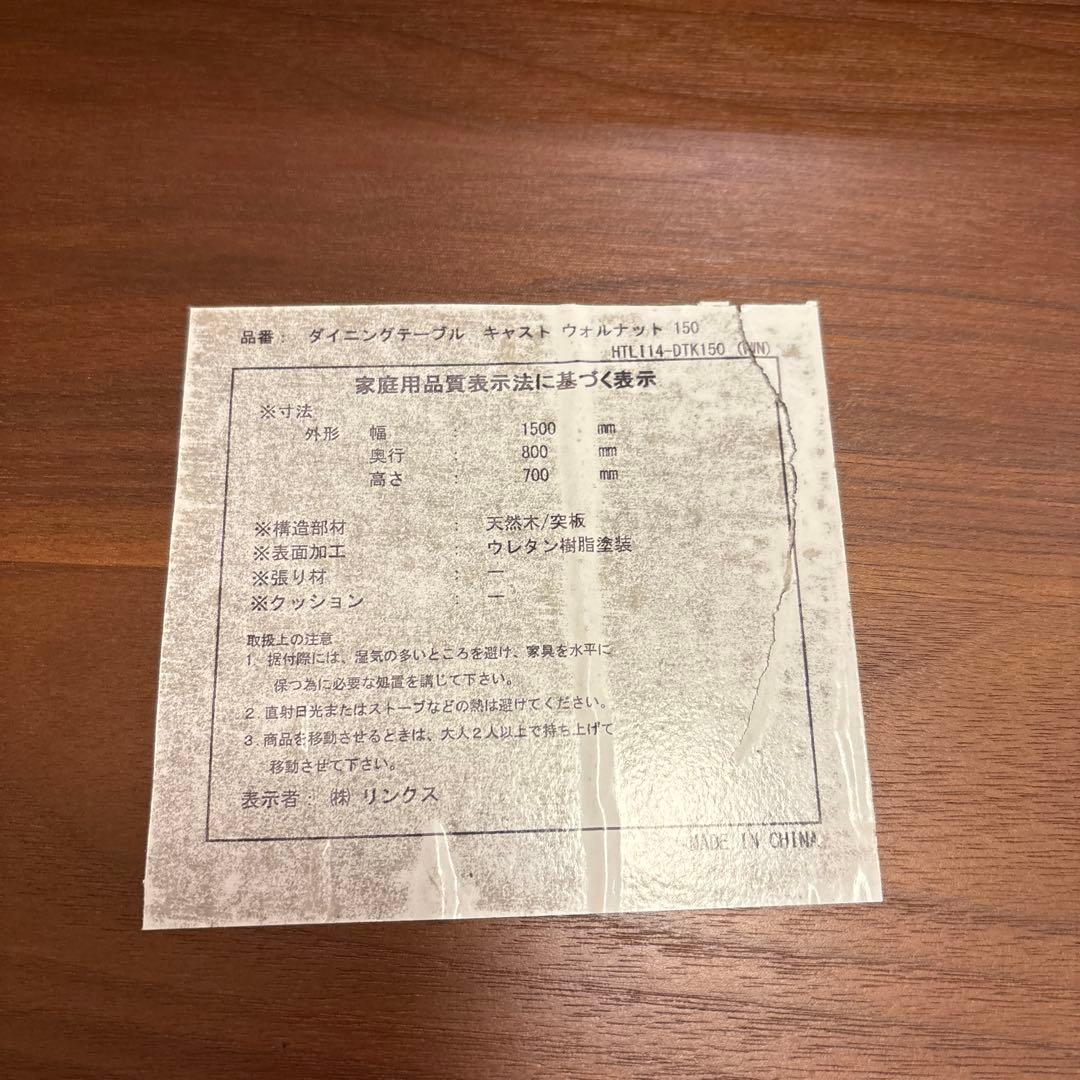 品番： ダイニングテーブル キャスト ウォルナット 150
HTL114-DTK150 (WN)
家庭用品質表示法に基づく表示
※寸法
外形 幅 ： 1500 mm
奥行 ： 800 mm
高さ ： 700 mm
※構造部材 ： 天然木/突板
※表面加工 ： ウレタン樹脂塗装
※張り材 ： ー
※クッション ： ー
取扱上の注意
1. 据付際には、湿気の多いところを避け、家具を水平に
保つ為に必要な処置を講じて下さい。
2. 直射日光またはストーブなどの熱は避けてください。
3. 商品を移動させるときは、大人2人以上で持ち上げて
移動させて下さい。
表示者： ㈱ リンクス
MADE IN CHINA